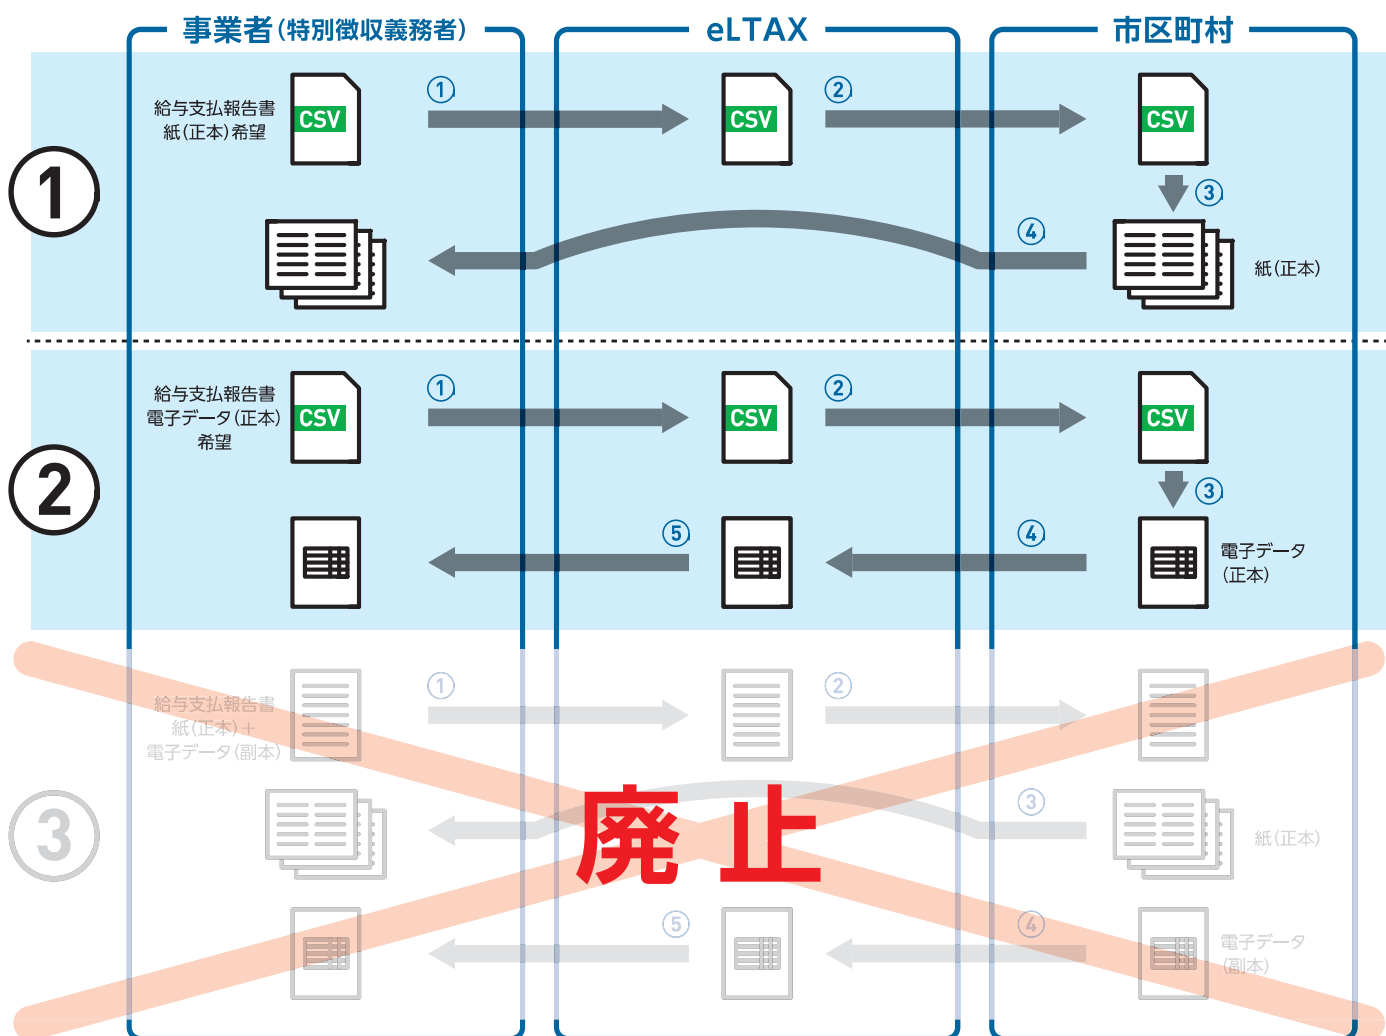 事業者(特別徴収義務者)
eLTAX
市区町村
1
給与支払報告書
紙(正本)希望
CSV
①
CSV
②
CSV
③
④
紙(正本)
2
給与支払報告書
電子データ(正本)
希望
CSV
①
CSV
②
CSV
③
⑤
④
電子データ
(正本)
3
給与支払報告書
紙(正本)+
電子データ(副本)
①
②
廃止
③
紙(正本)
⑤
④
電子データ
(副本)